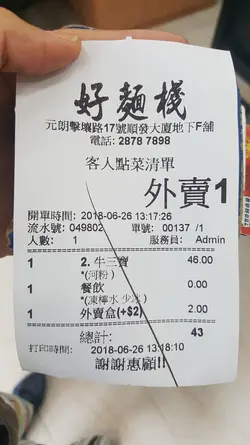 好麵棧
元朗擊壤路17號順發大廈地下F舖
電話: 2878 7898
客人點菜清單
外賣1
開單時間: 2018-06-26 13:17:26
流水號: 049802 單號: 00137 /1
人數: 1 服務員: Admin
1 2. 牛三寶 46.00
*(河粉 )
1 餐飲 0.00
*(凍檸水 少冰 )
1 外賣盒(+$2) 2.00
總計: 43
打印時間: 2018-06-26 13:18:10
謝謝惠顧!!